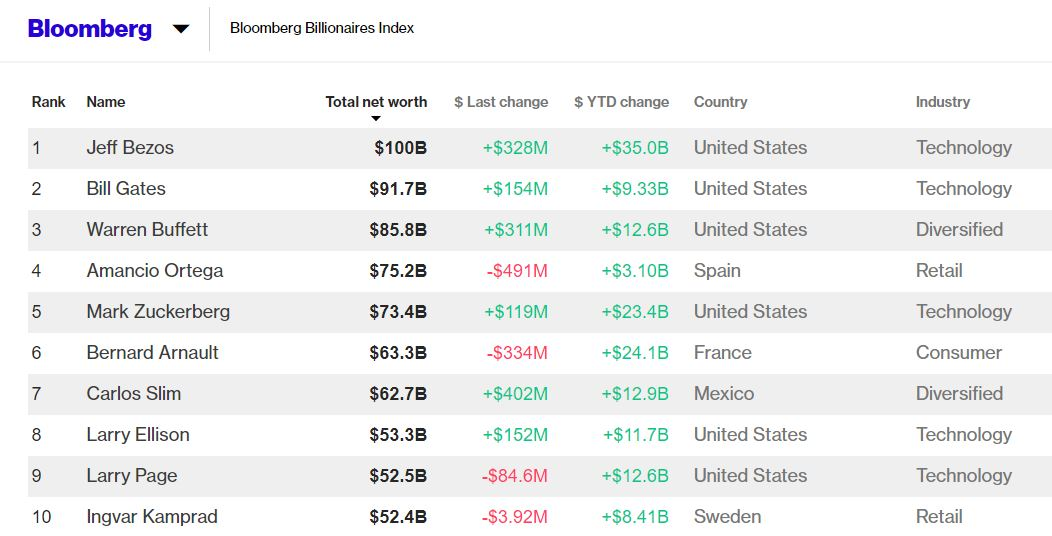 Bloomberg Bloomberg Billionaires Index
Rank Name Total net worth $ Last change $ YTD change Country Industry
1 Jeff Bezos $100B +$328M +$35.0B United States Technology
2 Bill Gates $91.7B +$154M +$9.33B United States Technology
3 Warren Buffett $85.8B +$311M +$12.6B United States Diversified
4 Amancio Ortega $75.2B -$491M +$3.10B Spain Retail
5 Mark Zuckerberg $73.4B +$119M +$23.4B United States Technology
6 Bernard Arnault $63.3B -$334M +$24.1B France Consumer
7 Carlos Slim $62.7B +$402M +$12.9B Mexico Diversified
8 Larry Ellison $53.3B +$152M +$11.7B United States Technology
9 Larry Page $52.5B -$84.6M +$12.6B United States Technology
10 Ingvar Kamprad $52.4B -$3.92M +$8.41B Sweden Retail